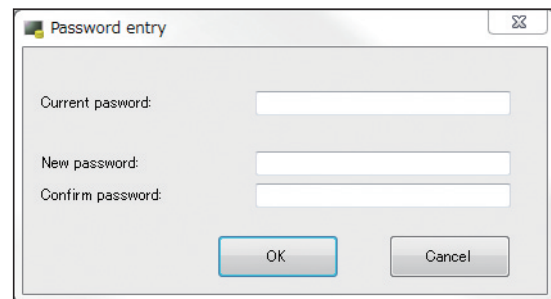 Password entry
Current pasword:
New password:
Confirm password:
OK Cancel